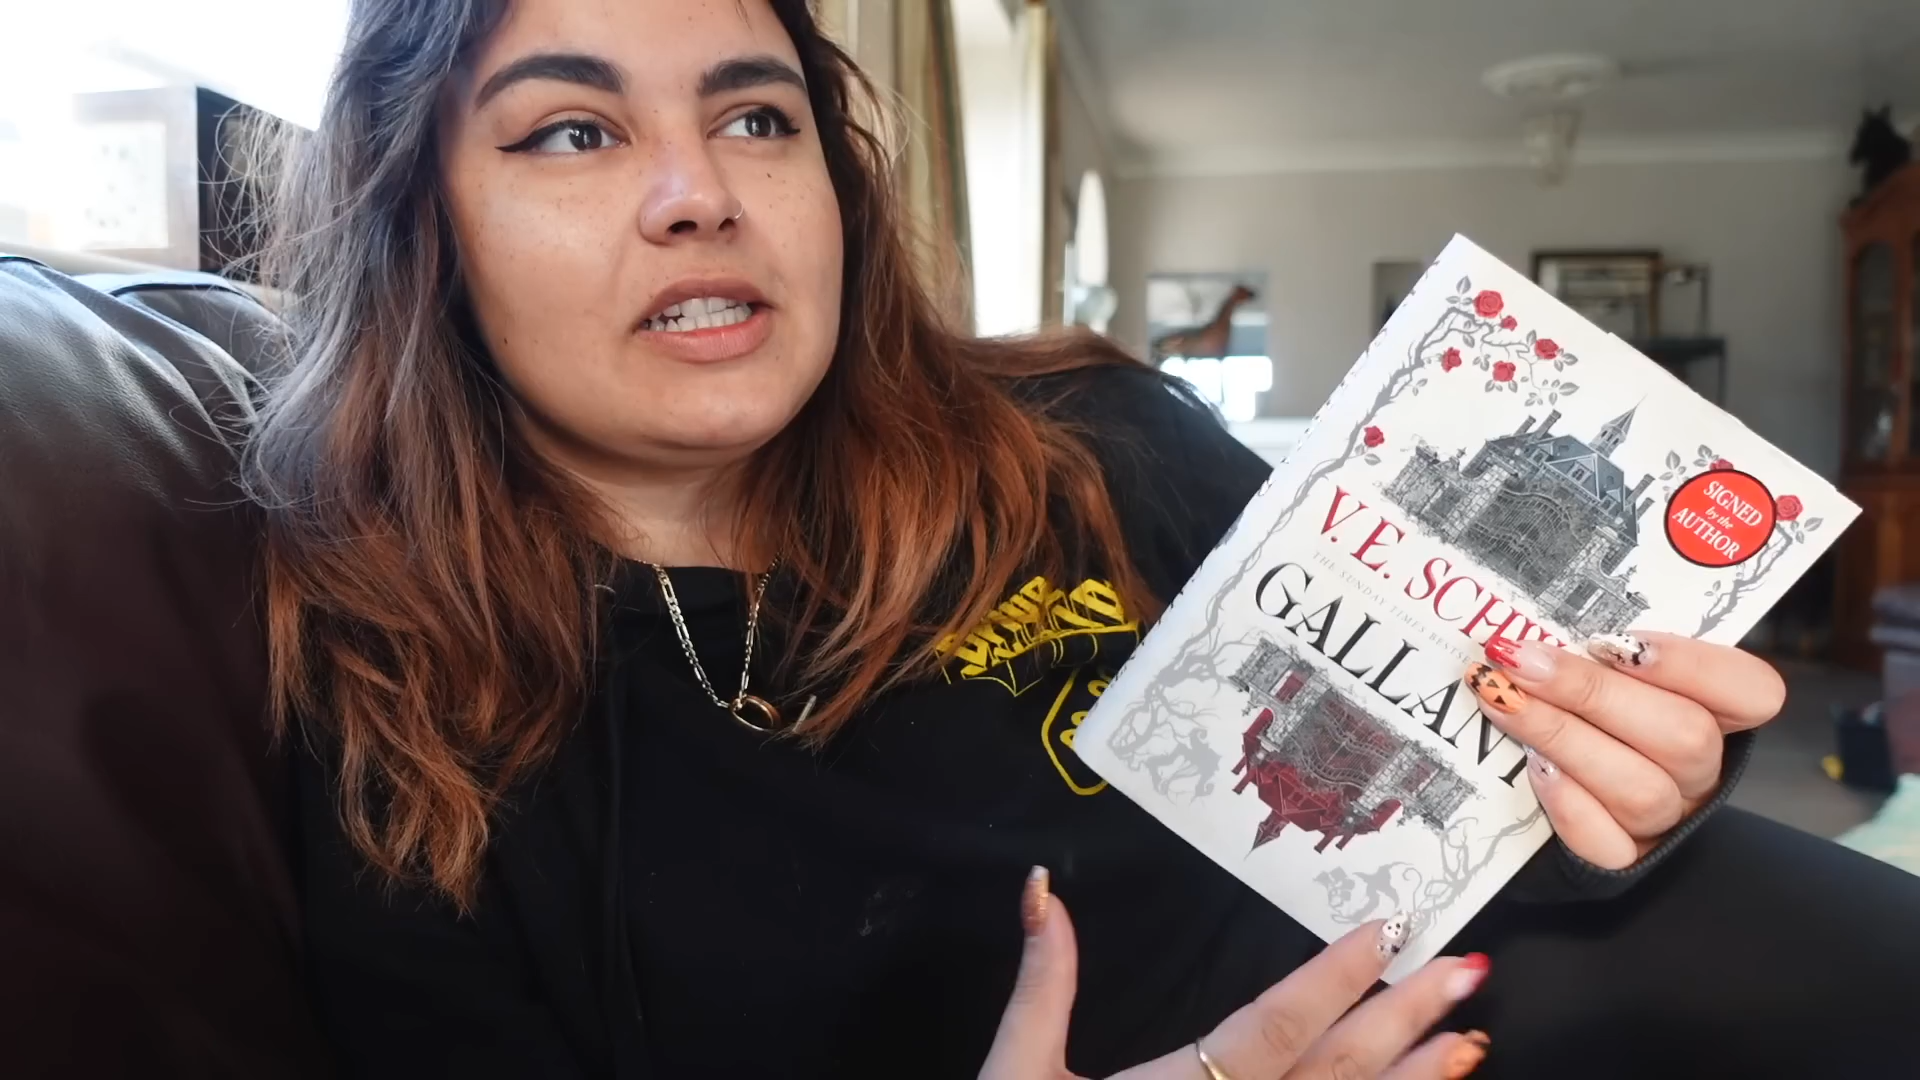 SIGNED
by the
AUTHOR
V. E. SCHW
THE SUNDAY TIMES BESTSE
GALLANT